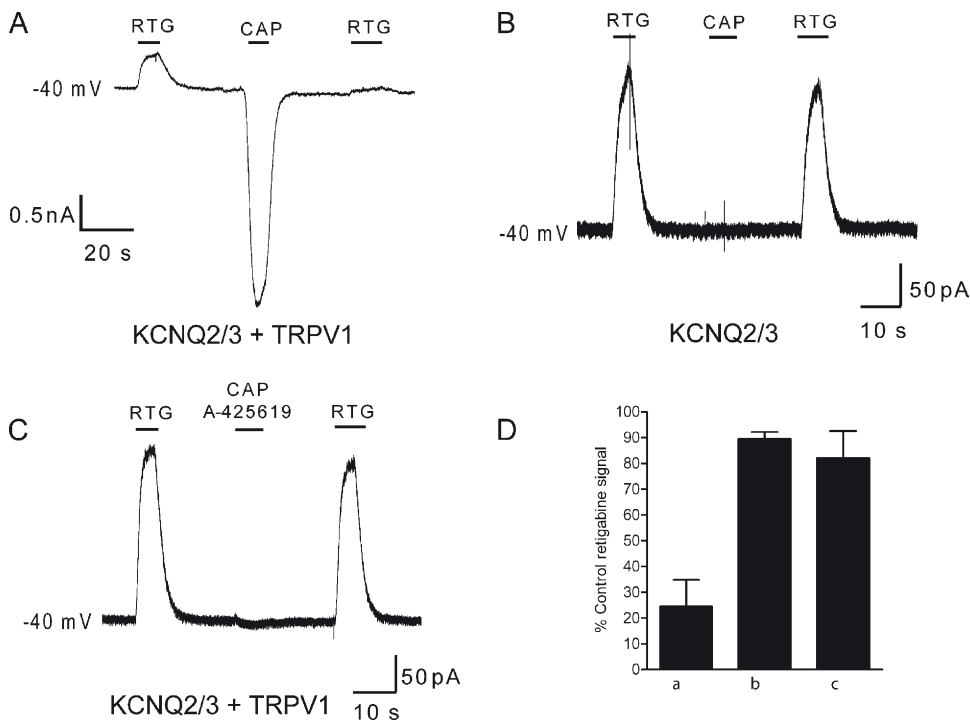 A
RTG CAP RTG
-40 mV
0.5nA
20 s
KCNQ2/3 + TRPV1
B
RTG CAP RTG
-40 mV
50 pA
10 s
KCNQ2/3
C
CAP
RTG A-425619 RTG
-40 mV
50 pA
10 s
KCNQ2/3 + TRPV1
D
% Control retigabine signal
100
90
80
70
60
50
40
30
20
10
0
a b c